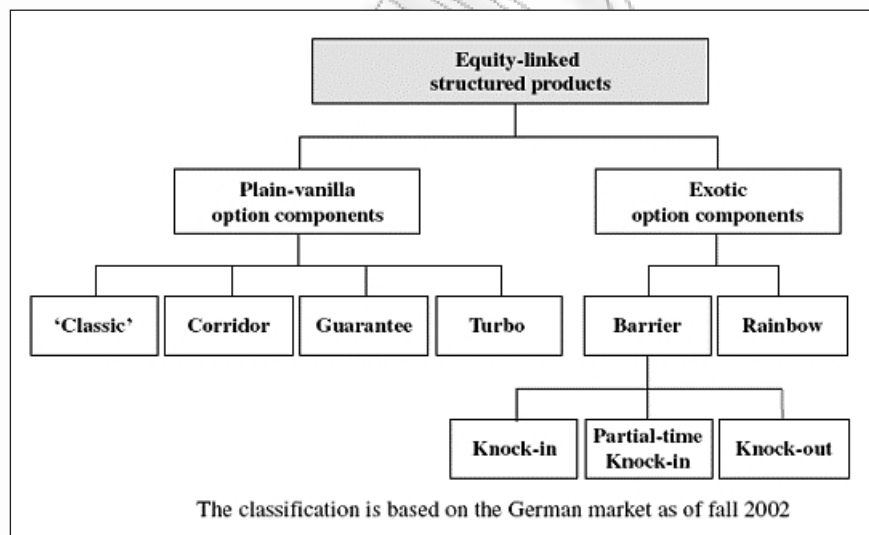 Equity-linked
structured products
Plain-vanilla
option components
Exotic
option components
‘Classic’
Corridor
Guarantee
Turbo
Barrier
Rainbow
Knock-in
Partial-time
Knock-in
Knock-out
The classification is based on the German market as of fall 2002